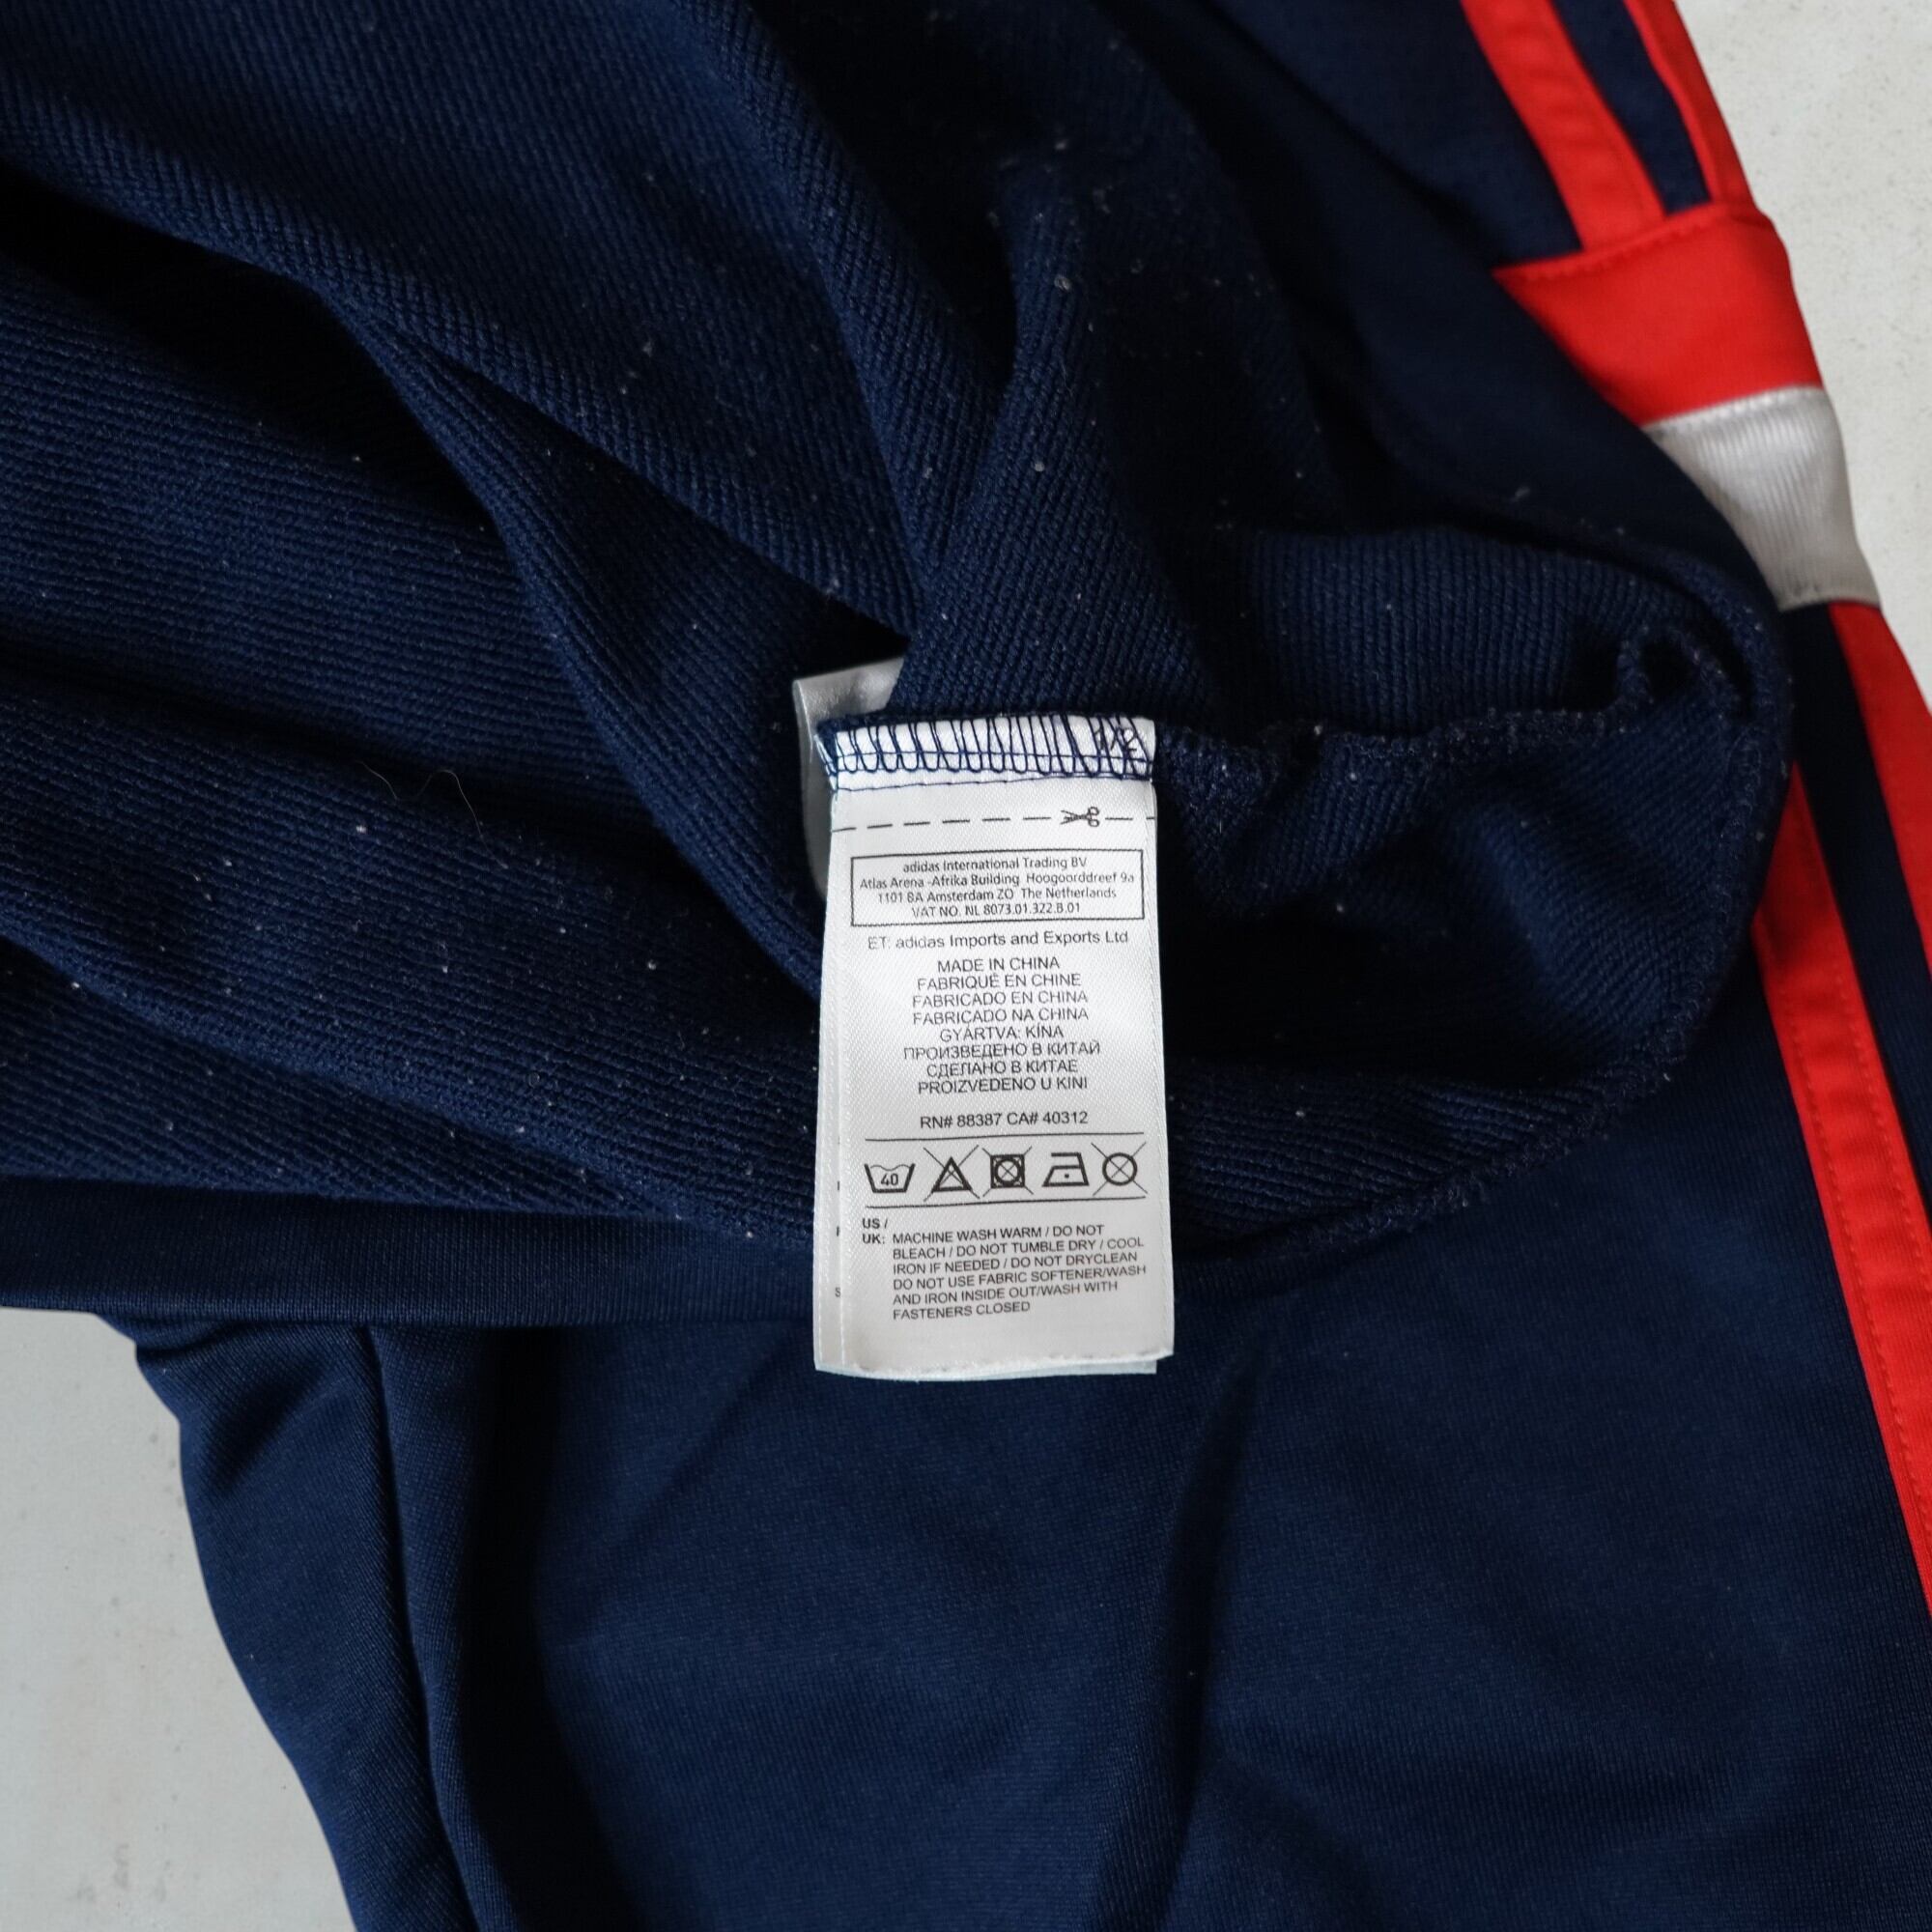 1/2
adidas International Trading BV
Atlas Arena -Afrika Building Hoogoorddreef 9a
1101 BA Amsterdam ZO The Netherlands
VAT NO. NL 8073.01.322.B.01
ET: adidas Imports and Exports Ltd
MADE IN CHINA
FABRIQUÉ EN CHINE
FABRICADO EN CHINA
FABRICADO NA CHINA
GYÁRTVA: KÍNA
ПРОИЗВЕДЕНО В КИТАЙ
СДЕЛАНО В КИТАЕ
PROIZVEDENO U KINI
RN# 88387 CA# 40312
40
US /
UK: MACHINE WASH WARM / DO NOT
BLEACH / DO NOT TUMBLE DRY / COOL
IRON IF NEEDED / DO NOT DRYCLEAN
DO NOT USE FABRIC SOFTENER/WASH
AND IRON INSIDE OUT/WASH WITH
FASTENERS CLOSED